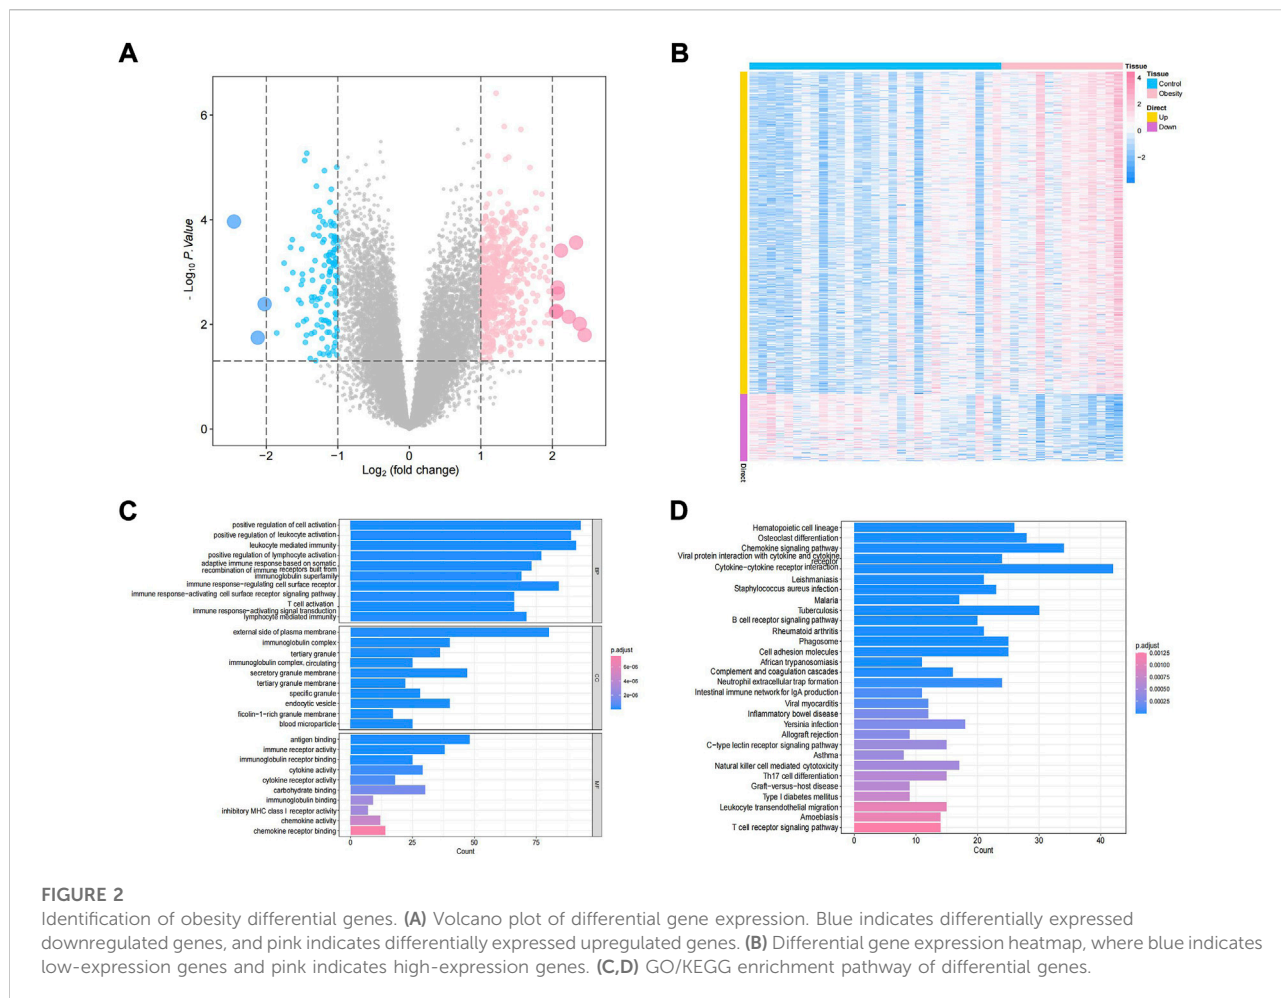 A
- Log10 P.Value
6
4
2
0
−2
−1
0
1
2
Log2 (fold change)
B
Tissue
4
2
0
−2
Tissue
Control
Obesity
Direct
Up
Down
Direct
C
positive regulation of cell activation
positive regulation of leukocyte activation
leukocyte mediated immunity
positive regulation of lymphocyte activation
adaptive immune response based on somatic
recombination of immune receptors built from
immunoglobulin superfamily
immune response−regulating cell surface receptor
immune response−activating cell surface receptor signaling pathway
T cell activation
immune response−activating signal transduction
lymphocyte mediated immunity
BP
external side of plasma membrane
immunoglobulin complex
tertiary granule
immunoglobulin complex, circulating
secretory granule membrane
tertiary granule membrane
specific granule
endocytic vesicle
ficolin−1−rich granule membrane
blood microparticle
CC
antigen binding
immune receptor activity
immunoglobulin receptor binding
cytokine activity
cytokine receptor activity
carbohydrate binding
immunoglobulin binding
inhibitory MHC class I receptor activity
chemokine activity
chemokine receptor binding
MF
0
25
50
75
Count
p.adjust
6e−06
4e−06
2e−06
D
Hematopoietic cell lineage
Osteoclast differentiation
Chemokine signaling pathway
Viral protein interaction with cytokine and cytokine
receptor
Cytokine−cytokine receptor interaction
Leishmaniasis
Staphylococcus aureus infection
Malaria
Tuberculosis
B cell receptor signaling pathway
Rheumatoid arthritis
Phagosome
Cell adhesion molecules
African trypanosomiasis
Complement and coagulation cascades
Neutrophil extracellular trap formation
Intestinal immune network for IgA production
Viral myocarditis
Inflammatory bowel disease
Yersinia infection
Allograft rejection
C−type lectin receptor signaling pathway
Asthma
Natural killer cell mediated cytotoxicity
Th17 cell differentiation
Graft−versus−host disease
Type I diabetes mellitus
Leukocyte transendothelial migration
Amoebiasis
T cell receptor signaling pathway
0
10
20
30
40
Count
p.adjust
0.00125
0.00100
0.00075
0.00050
0.00025
FIGURE 2
Identification of obesity differential genes. (A) Volcano plot of differential gene expression. Blue indicates differentially expressed
downregulated genes, and pink indicates differentially expressed upregulated genes. (B) Differential gene expression heatmap, where blue indicates
low-expression genes and pink indicates high-expression genes. (C,D) GO/KEGG enrichment pathway of differential genes.